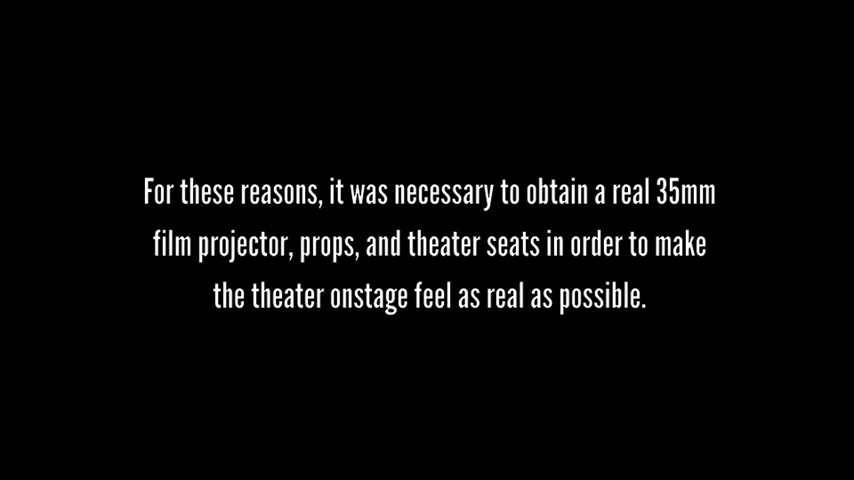 For these reasons, it was necessary to obtain a real 35mm
film projector, props, and theater seats in order to make
the theater onstage feel as real as possible.